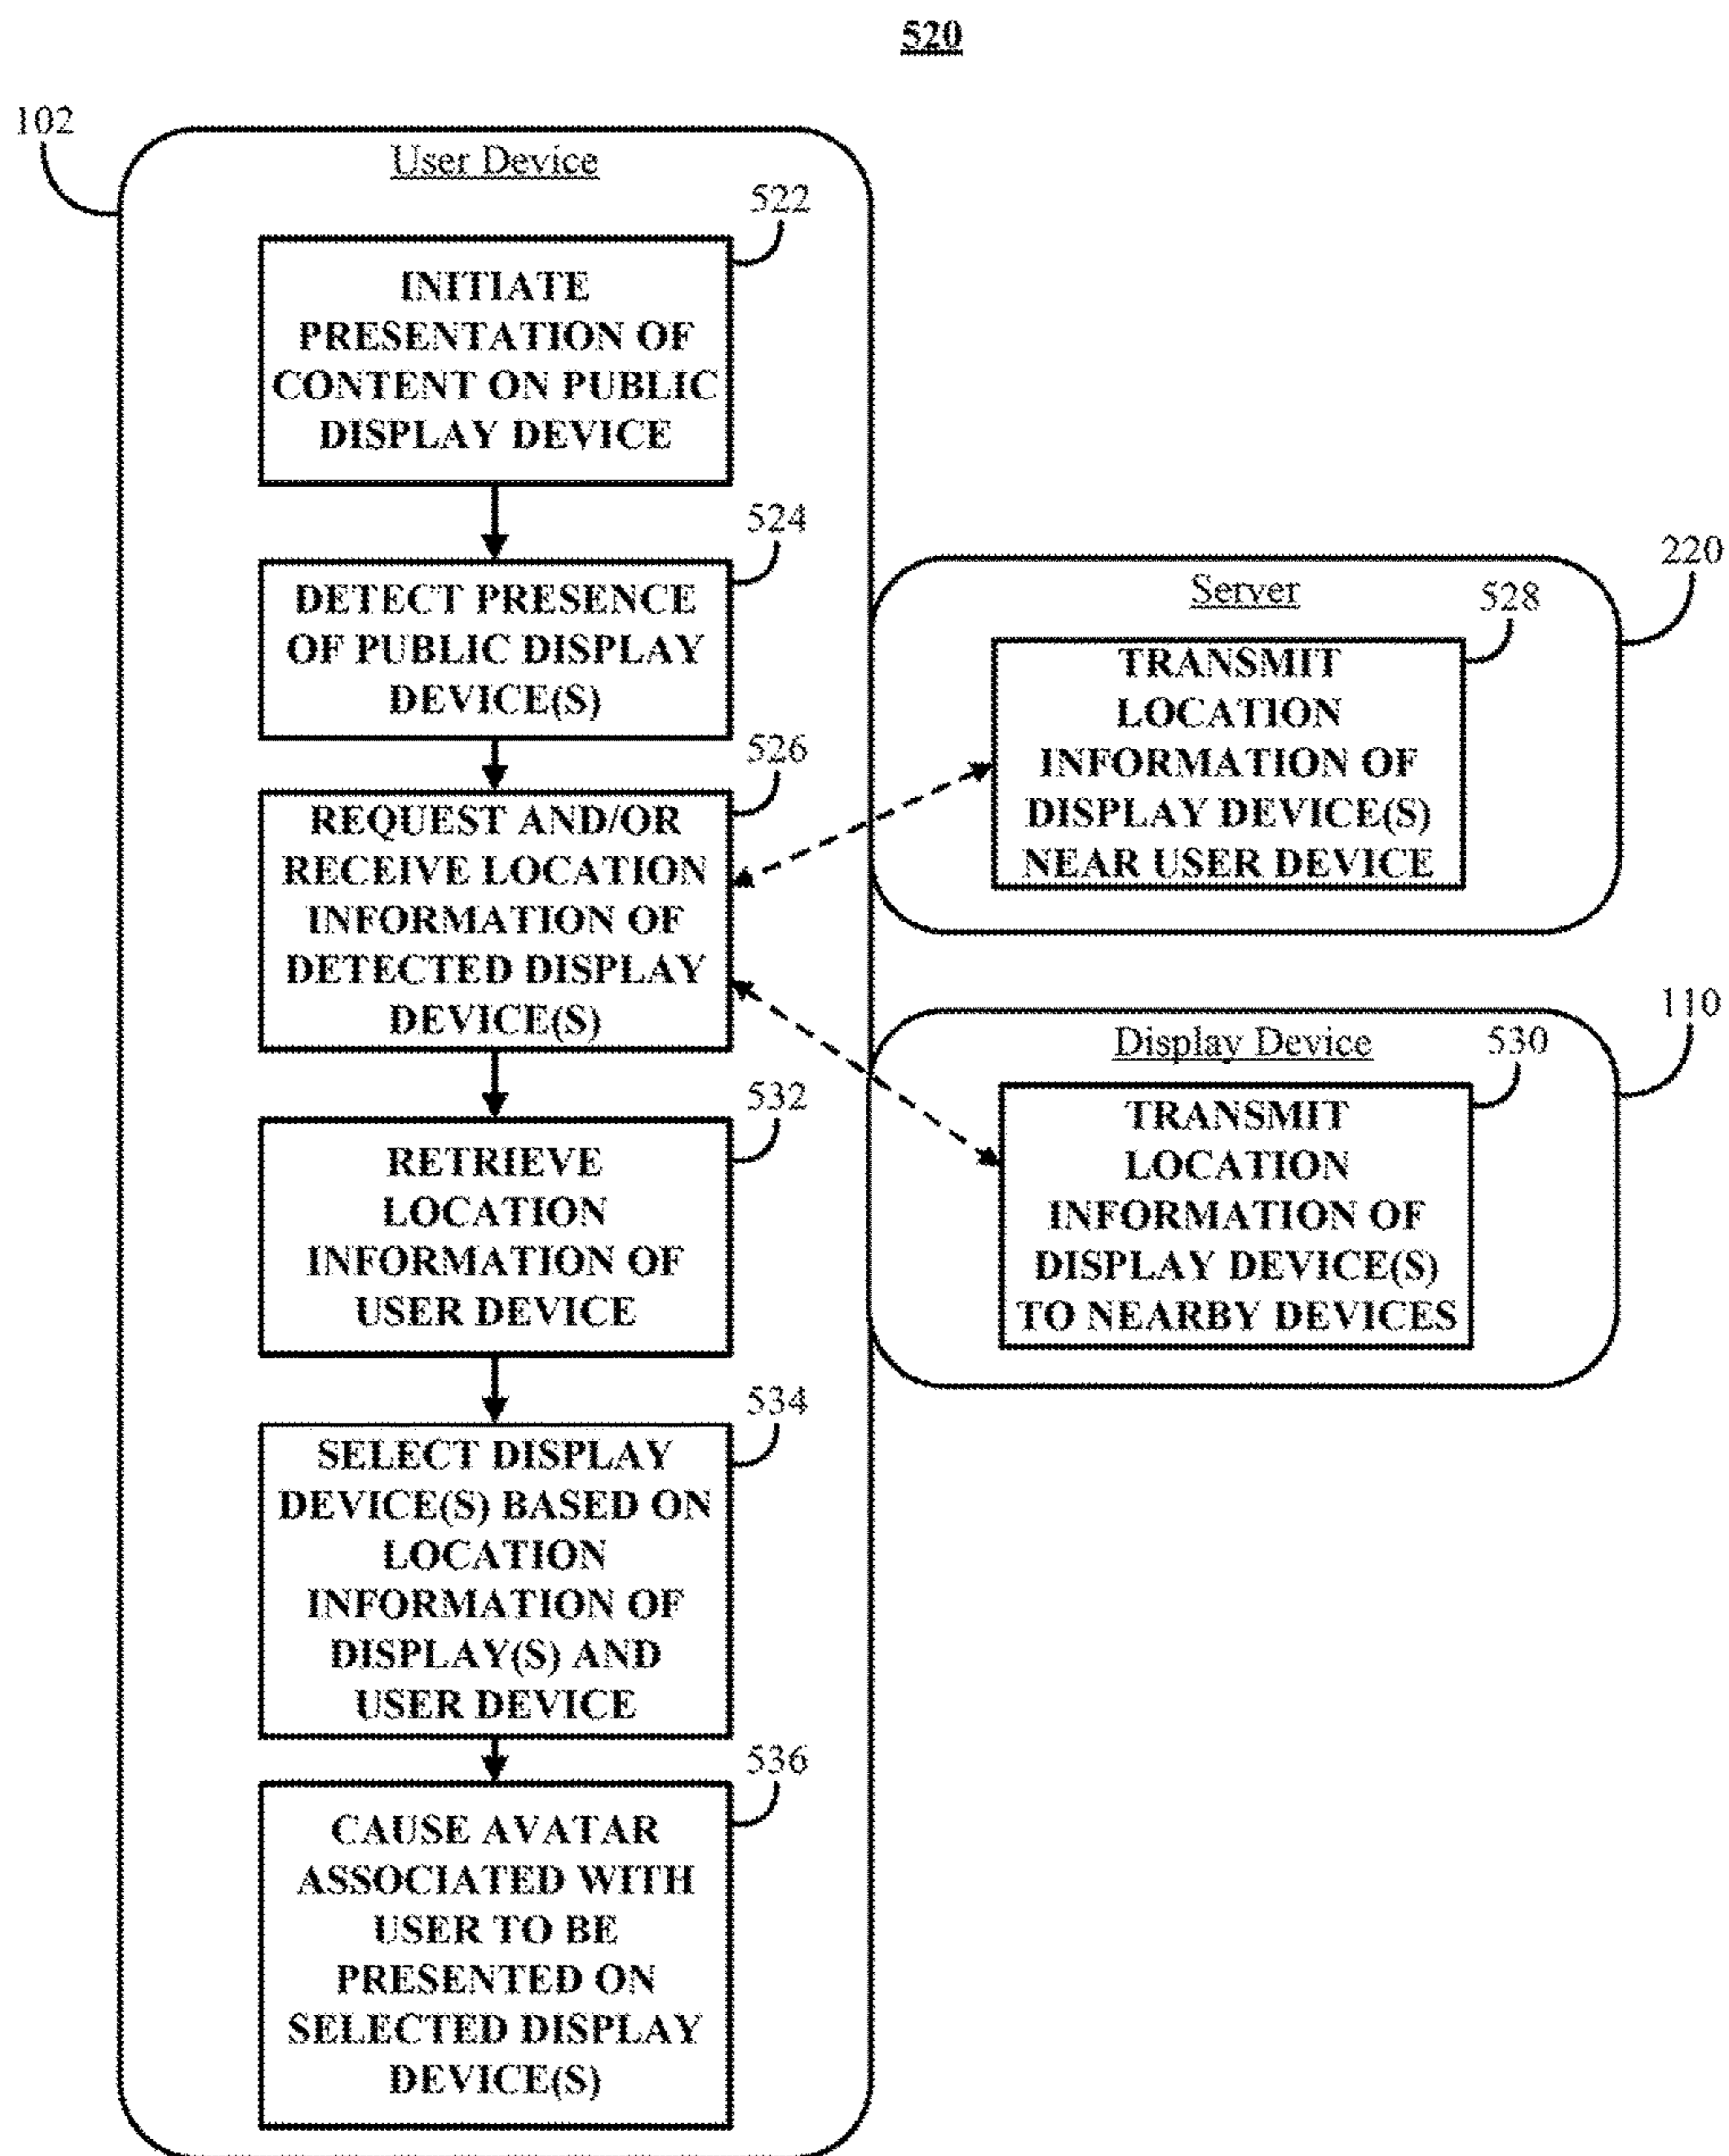 520
102
User Device
522
INITIATE
PRESENTATION OF
CONTENT ON PUBLIC
DISPLAY DEVICE
524
DETECT PRESENCE
OF PUBLIC DISPLAY
DEVICE(S)
526
REQUEST AND/OR
RECEIVE LOCATION
INFORMATION OF
DETECTED DISPLAY
DEVICE(S)
220
Server
528
TRANSMIT
LOCATION
INFORMATION OF
DISPLAY DEVICE(S)
NEAR USER DEVICE
110
Display Device
530
TRANSMIT
LOCATION
INFORMATION OF
DISPLAY DEVICE(S)
TO NEARBY DEVICES
532
RETRIEVE
LOCATION
INFORMATION OF
USER DEVICE
534
SELECT DISPLAY
DEVICE(S) BASED ON
LOCATION
INFORMATION OF
DISPLAY(S) AND
USER DEVICE
536
CAUSE AVATAR
ASSOCIATED WITH
USER TO BE
PRESENTED ON
SELECTED DISPLAY
DEVICE(S)